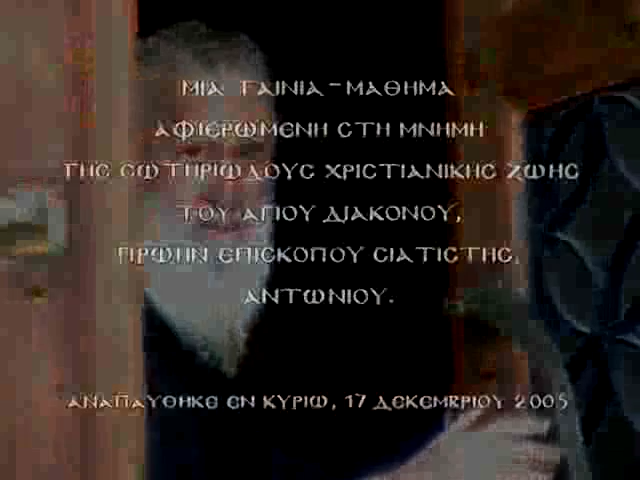 ΜΙΑ ΤΑΙΝΙΑ-ΜΑΘΗΜΑ
ΑΦΙΕΡΩΜΕΝΗ ΣΤΗ ΜΝΗΜΗ
ΤΗΣ ΣΩΤΗΡΙΩΔΟΥΣ ΧΡΙΣΤΙΑΝΙΚΗΣ ΖΩΗΣ
ΤΟΥ ΑΓΙΟΥ ΔΙΑΚΟΝΟΥ,
ΠΡΩΗΝ ΕΠΙΣΚΟΠΟΥ ΣΙΑΤΙΣΤΗΣ,
ΑΝΤΩΝΙΟΥ.
ΑΝΑΠΑΥΘΗΚΕ ΕΝ ΚΥΡΙΩ, 17 ΔΕΚΕΜΒΡΙΟΥ 2005